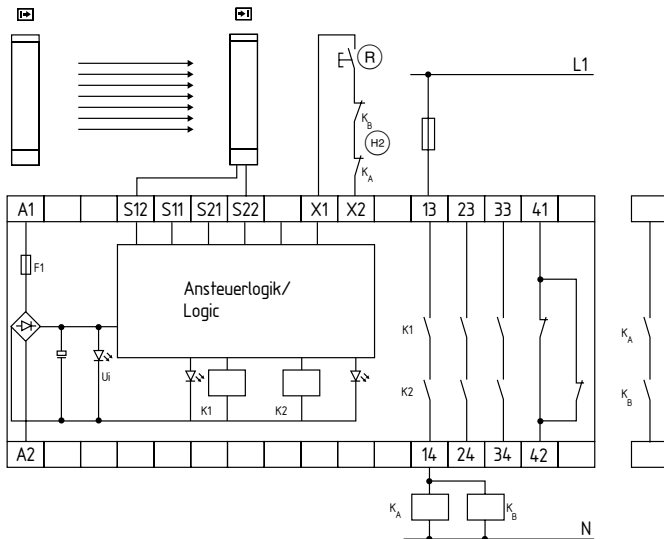 R
L1
K_B
H2
K_A
A1 S12 S11 S21 S22 X1 X2 13 23 33 41
F1
Ansteuerlogik/
Logic
K1
K_A
Ui
K1 K2
K2
K_B
A2 14 24 34 42
K_A K_B
N